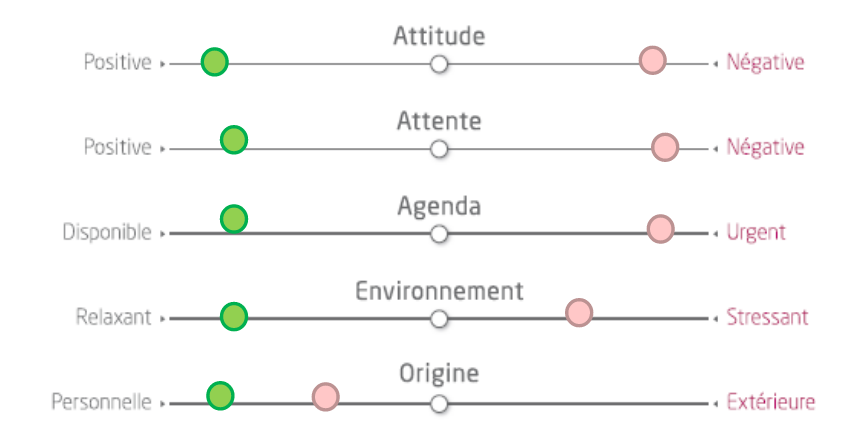 Attitude
Positive Négative
Attente
Positive Négative
Agenda
Disponible Urgent
Environnement
Relaxant Stressant
Origine
Personnelle Extérieure